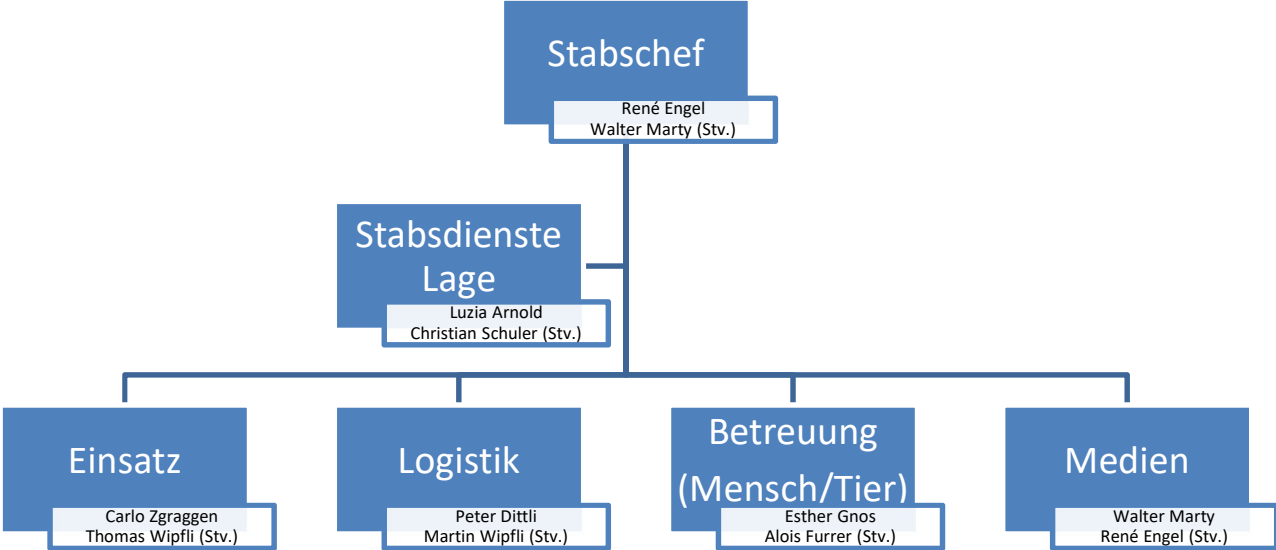 Stabschef
René Engel
Walter Marty (Stv.)
Stabsdienste
Lage
Luzia Arnold
Christian Schuler (Stv.)
Einsatz
Carlo Zgraggen
Thomas Wipfli (Stv.)
Logistik
Peter Dittli
Martin Wipfli (Stv.)
Betreuung
(Mensch/Tier)
Esther Gnos
Alois Furrer (Stv.)
Medien
Walter Marty
René Engel (Stv.)